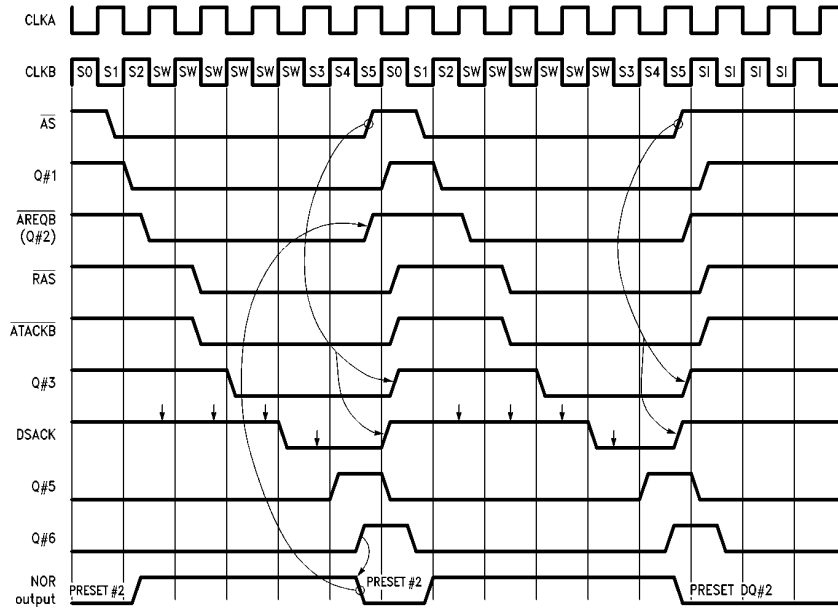 CLKA
CLKB S0 S1 S2 SW SW SW SW SW SW S3 S4 S5 S0 S1 S2 SW SW SW SW SW SW S3 S4 S5 SI SI SI SI
AS
Q#1
AREQB
(Q#2)
RAS
ATACKB
Q#3
DSACK
Q#5
Q#6
NOR
output
PRESET #2 PRESET #2 PRESET DQ#2